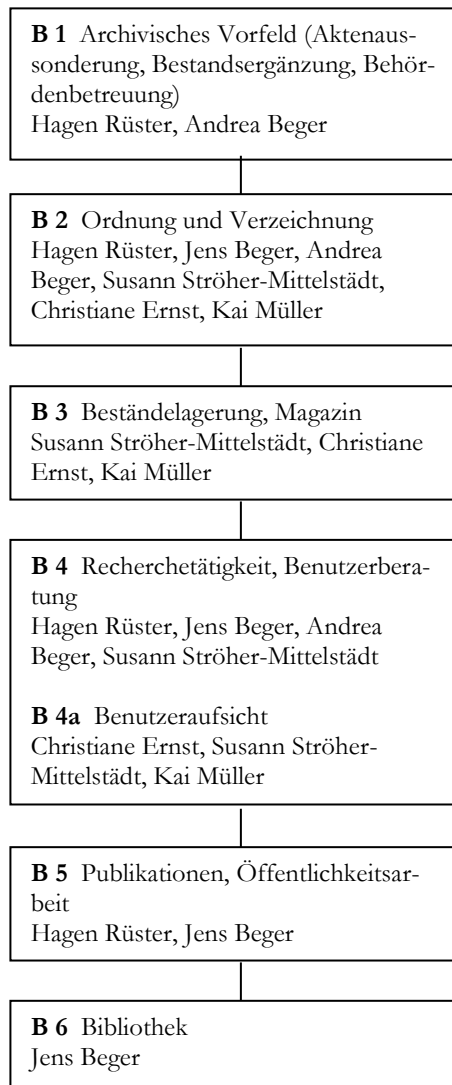 B 1 Archivisches Vorfeld (Aktenaus-
sonderung, Bestandsergänzung, Behör-
denbetreuung)
Hagen Rüster, Andrea Beger
B 2 Ordnung und Verzeichnung
Hagen Rüster, Jens Beger, Andrea
Beger, Susann Ströher-Mittelstädt,
Christiane Ernst, Kai Müller
B 3 Beständelagerung, Magazin
Susann Ströher-Mittelstädt, Christiane
Ernst, Kai Müller
B 4 Recherchetätigkeit, Benutzerbera-
tung
Hagen Rüster, Jens Beger, Andrea
Beger, Susann Ströher-Mittelstädt
B 4a Benutzeraufsicht
Christiane Ernst, Susann Ströher-
Mittelstädt, Kai Müller
B 5 Publikationen, Öffentlichkeitsar-
beit
Hagen Rüster, Jens Beger
B 6 Bibliothek
Jens Beger